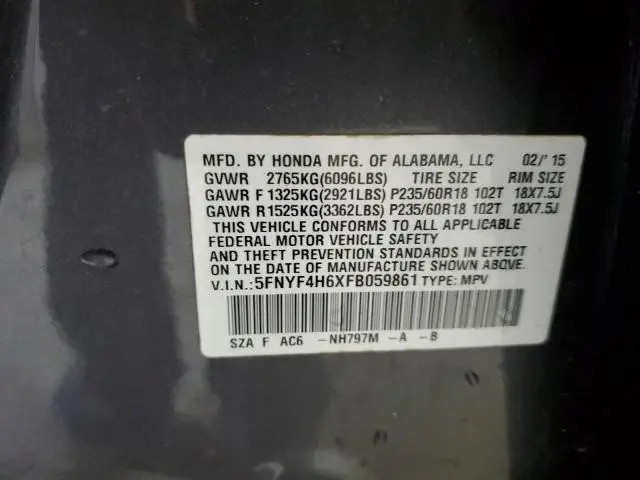 MFD. BY HONDA MFG. OF ALABAMA, LLC 02/'15
GVWR 2765KG(6096LBS) TIRE SIZE RIM SIZE
GAWR F 1325KG(2921LBS) P235/60R18 102T 18X7.5J
GAWR R1525KG(3362LBS) P235/60R18 102T 18X7.5J
THIS VEHICLE CONFORMS TO ALL APPLICABLE
FEDERAL MOTOR VEHICLE SAFETY
AND THEFT PREVENTION STANDARDS IN EFFECT
ON THE DATE OF MANUFACTURE SHOWN ABOVE.
V.I.N.:5FNYF4H6XFB059861 TYPE: MPV
SZA F AC6 -NH797M -A -B